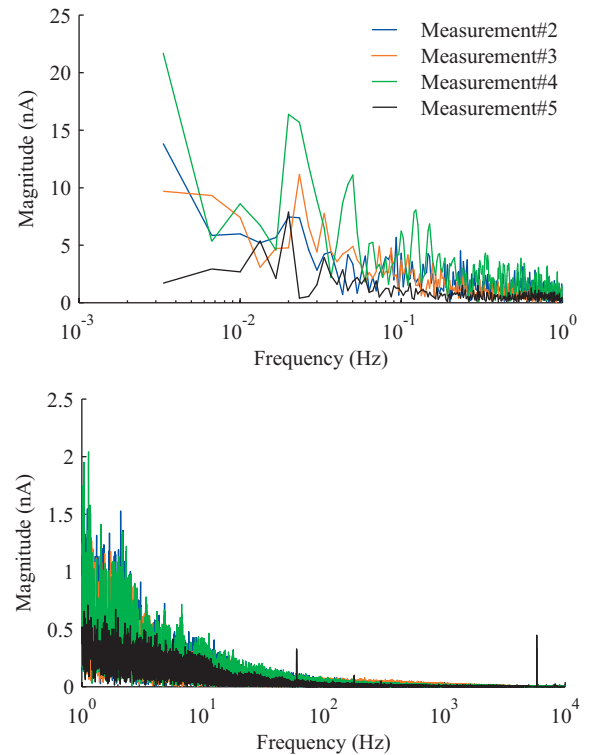 Measurement#2
Measurement#3
Measurement#4
Measurement#5
25
20
15
10
5
0
Magnitude (nA)
10^-3
10^-2
10^-1
10^0
Frequency (Hz)
2.5
2
1.5
1
0.5
0
Magnitude (nA)
10^0
10^1
10^2
10^3
10^4
Frequency (Hz)